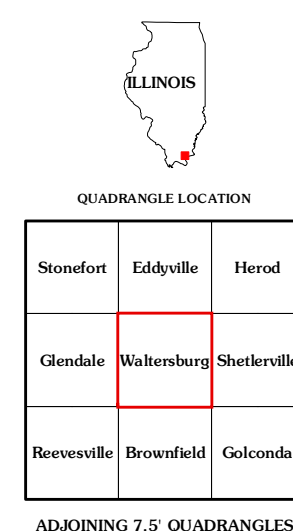 ILLINOIS
QUADRANGLE LOCATION
Stonefort Eddyville Herod
Glendale Waltersburg Shetlerville
Reevesville Brownfield Golconda
ADJOINING 7.5' QUADRANGLES